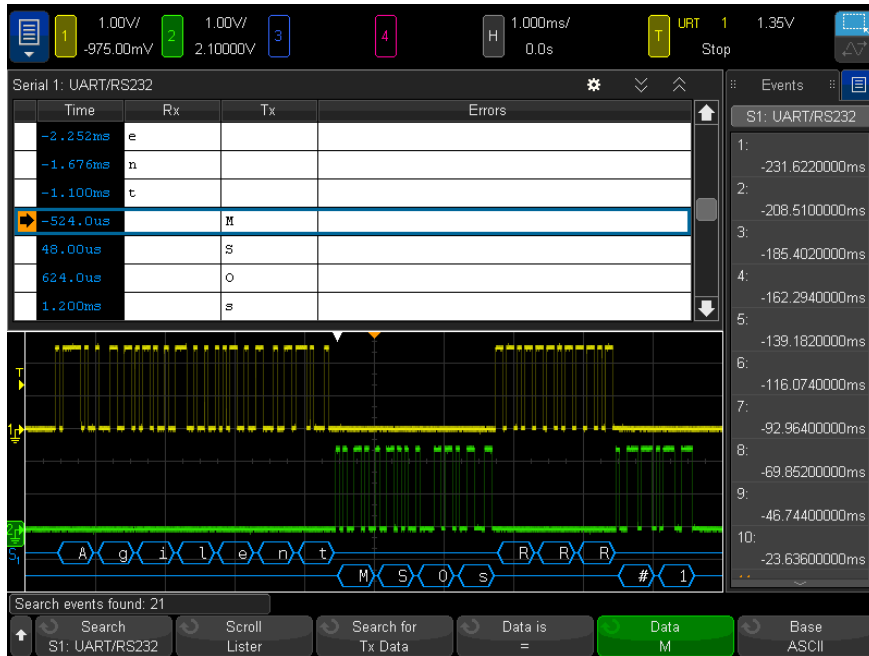 1 1.00V/ 2 1.00V/ 3 4 H 1.000ms/ T URT 1 1.35V
-975.00mV 2.10000V 0.0s Stop
Serial 1: UART/RS232
Time Rx Tx Errors
-2.252ms e
-1.676ms n
-1.100ms t
-524.0us M
48.00us S
624.0us O
1.200ms s
Events
S1: UART/RS232
1:
-231.6220000ms
2:
-208.5100000ms
3:
-185.4020000ms
4:
-162.2940000ms
5:
-139.1820000ms
6:
-116.0740000ms
7:
-92.96400000ms
8:
-69.85200000ms
9:
-46.74400000ms
10:
-23.63600000ms
T
1
2
S1 A g i l e n t R R R
M S O s # 1
Search events found: 21
Search Scroll Search for Data is Data Base
S1: UART/RS232 Lister Tx Data = M ASCII